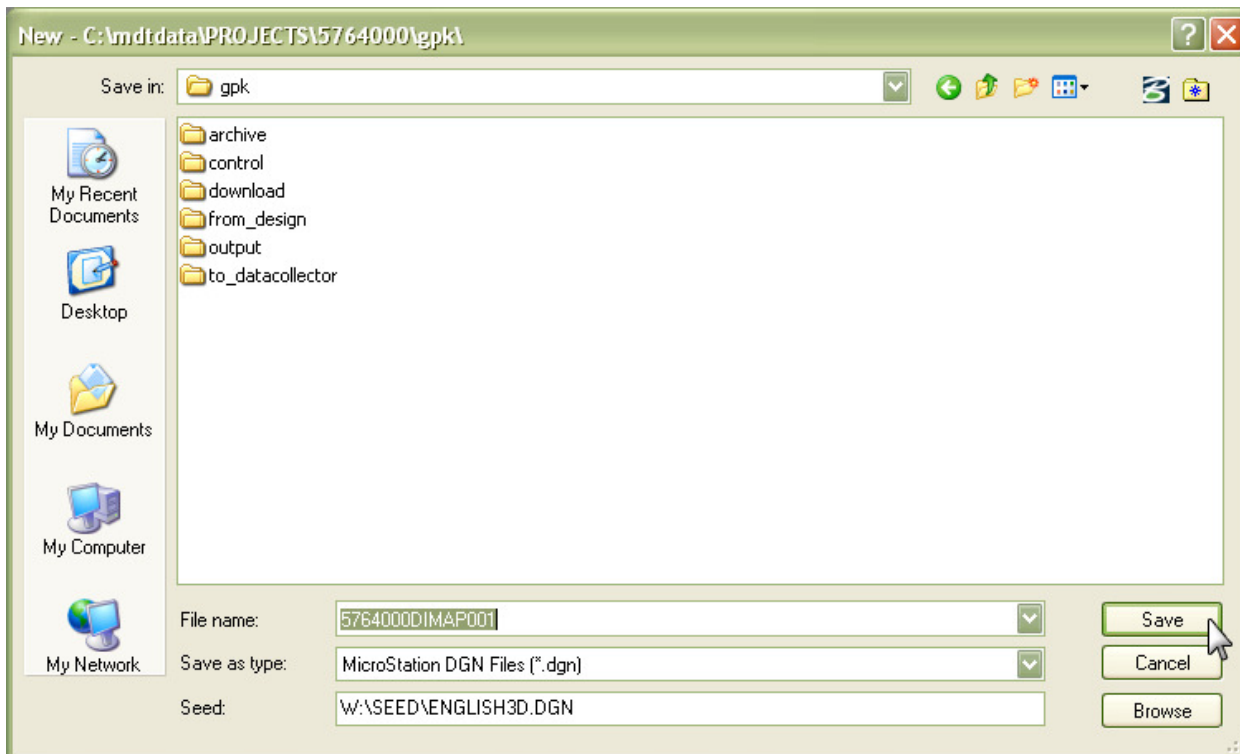 New - C:\mdtdata\PROJECTS\5764000\gpk\
Save in: gpk
archive
control
download
from_design
output
to_datacollector
My Recent
Documents
Desktop
My Documents
My Computer
My Network
File name: 5764000DIMAP001
Save
Save as type: MicroStation DGN Files (*.dgn)
Cancel
Seed: W:\SEED\ENGLISH3D.DGN
Browse